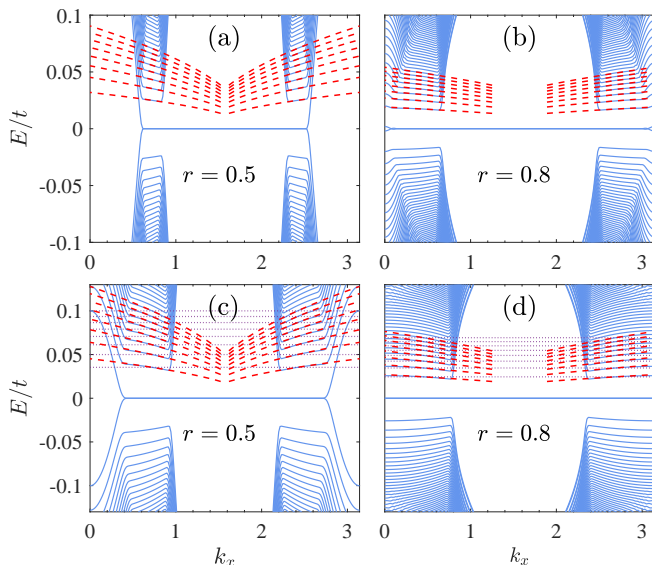 (a) (b)
0.1
0.05
0
-0.05
-0.1
E/t
r = 0.5 r = 0.8
0 1 2 3 0 1 2 3
(c) (d)
0.1
0.05
0
-0.05
-0.1
E/t
r = 0.5 r = 0.8
0 1 2 3 0 1 2 3
k_x k_x